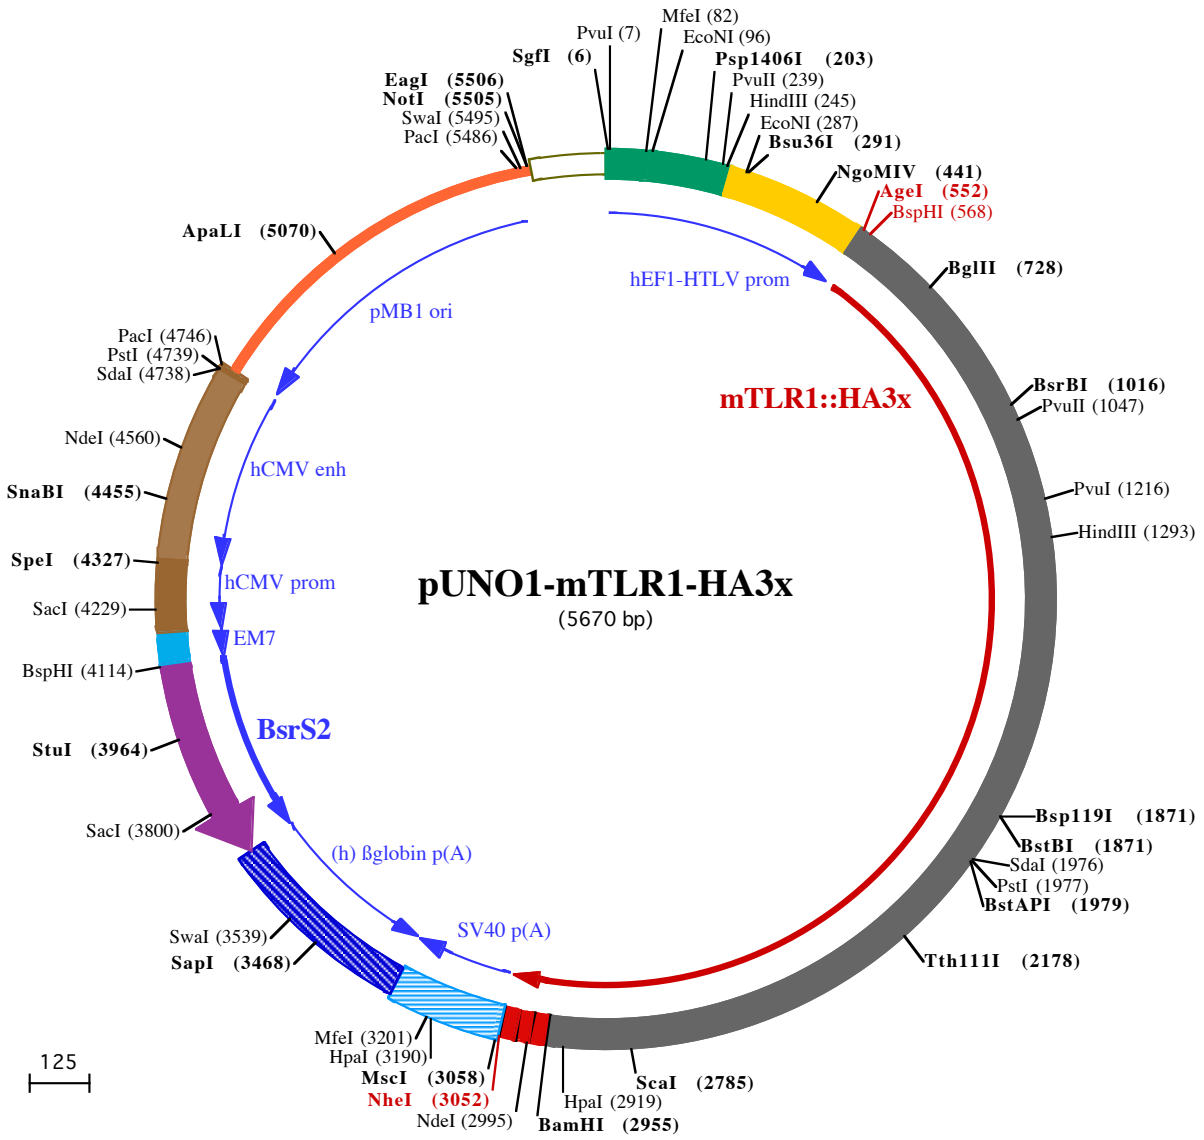 PvuI (7)
MfeI (82)
EcoNI (96)
SgfI (6)
Psp1406I (203)
PvuII (239)
HindIII (245)
EcoNI (287)
Bsu36I (291)
NgoMIV (441)
AgeI (552)
BspHI (568)
BglII (728)
BsrBI (1016)
PvuII (1047)
PvuI (1216)
HindIII (1293)
Bsp119I (1871)
BstBI (1871)
SdaI (1976)
PstI (1977)
BstAPI (1979)
Tth111I (2178)
ScaI (2785)
HpaI (2919)
BamHI (2955)
NdeI (2995)
NheI (3052)
MscI (3058)
HpaI (3190)
MfeI (3201)
SapI (3468)
SwaI (3539)
SacI (3800)
StuI (3964)
BspHI (4114)
SacI (4229)
SpeI (4327)
SnaBI (4455)
NdeI (4560)
SdaI (4738)
PstI (4739)
PacI (4746)
ApaLI (5070)
PacI (5486)
SwaI (5495)
NotI (5505)
EagI (5506)
hEF1-HTLV prom
pMB1 ori
mTLR1::HA3x
hCMV enh
hCMV prom
EM7
BsrS2
(h) ßglobin p(A)
SV40 p(A)
pUNO1-mTLR1-HA3x
(5670 bp)
125